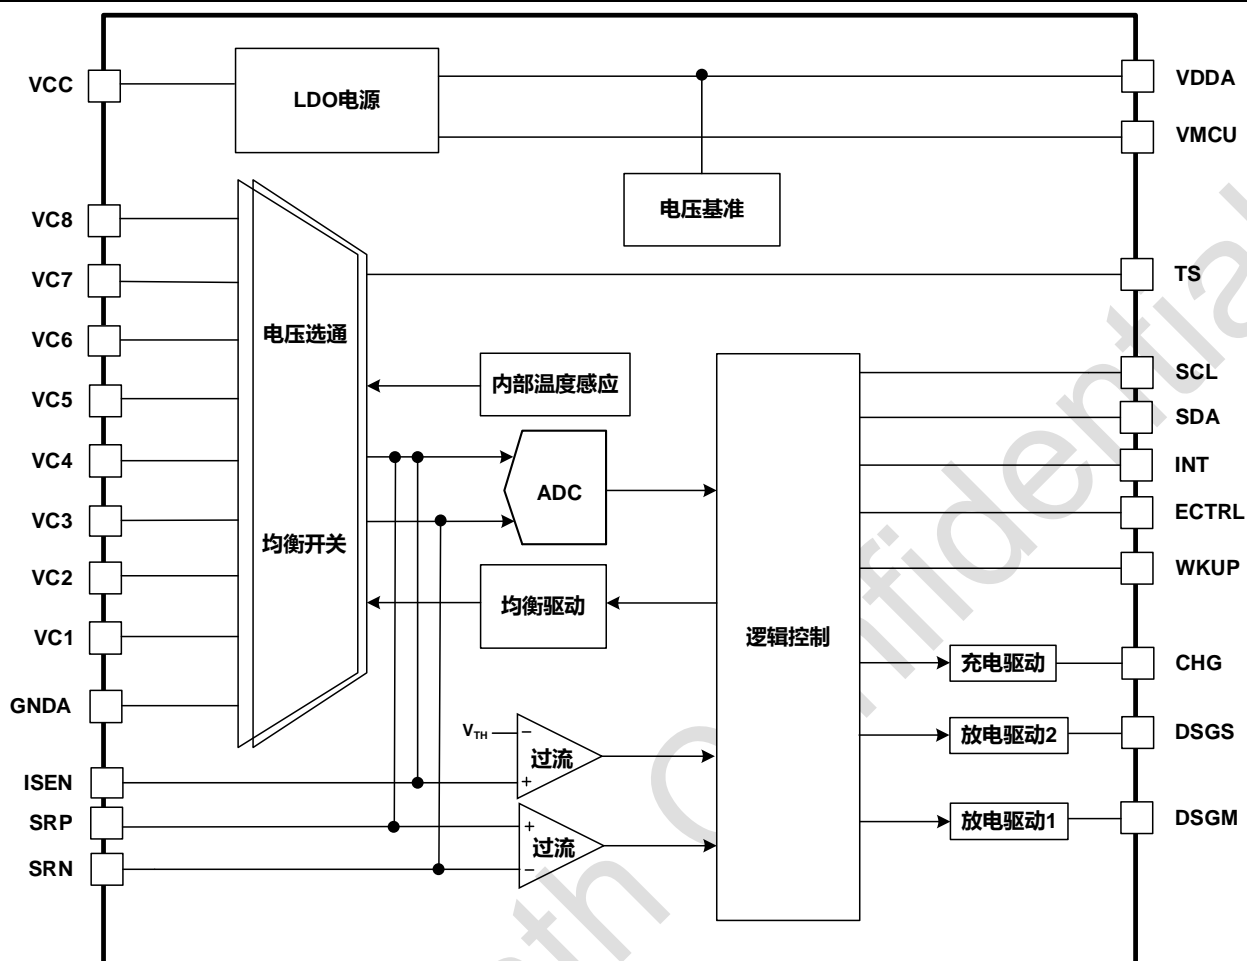 VCC
LDO电源
VDDA
VMCU
电压基准
VC8
VC7
TS
VC6
电压选通
内部温度感应
SCL
VC5
SDA
VC4
INT
ADC
VC3
ECTRL
均衡开关
VC2
WKUP
均衡驱动
VC1
逻辑控制
充电驱动
CHG
GNDA
VTH
−
过流
+
放电驱动2
DSGS
ISEN
SRP
+
过流
−
放电驱动1
DSGM
SRN
th Confidential